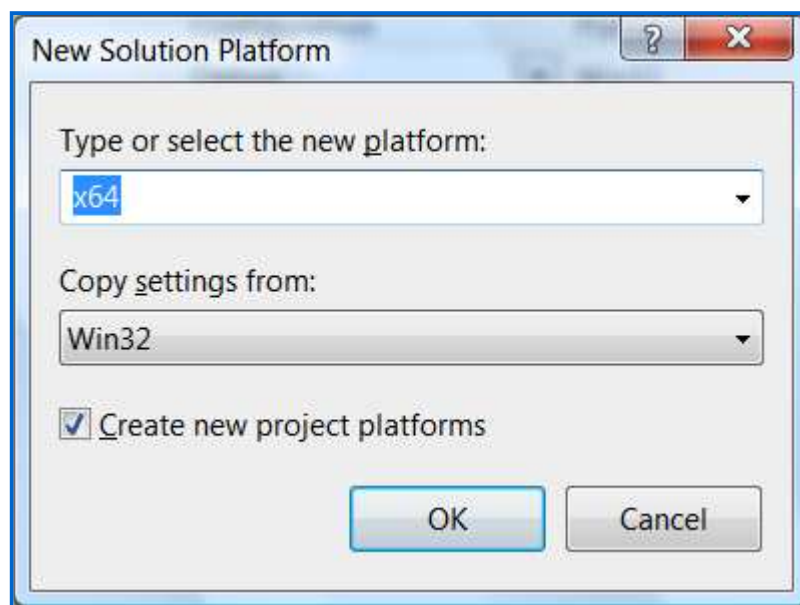 New Solution Platform
?
Type or select the new platform:
x64
Copy settings from:
Win32
Create new project platforms
OK
Cancel